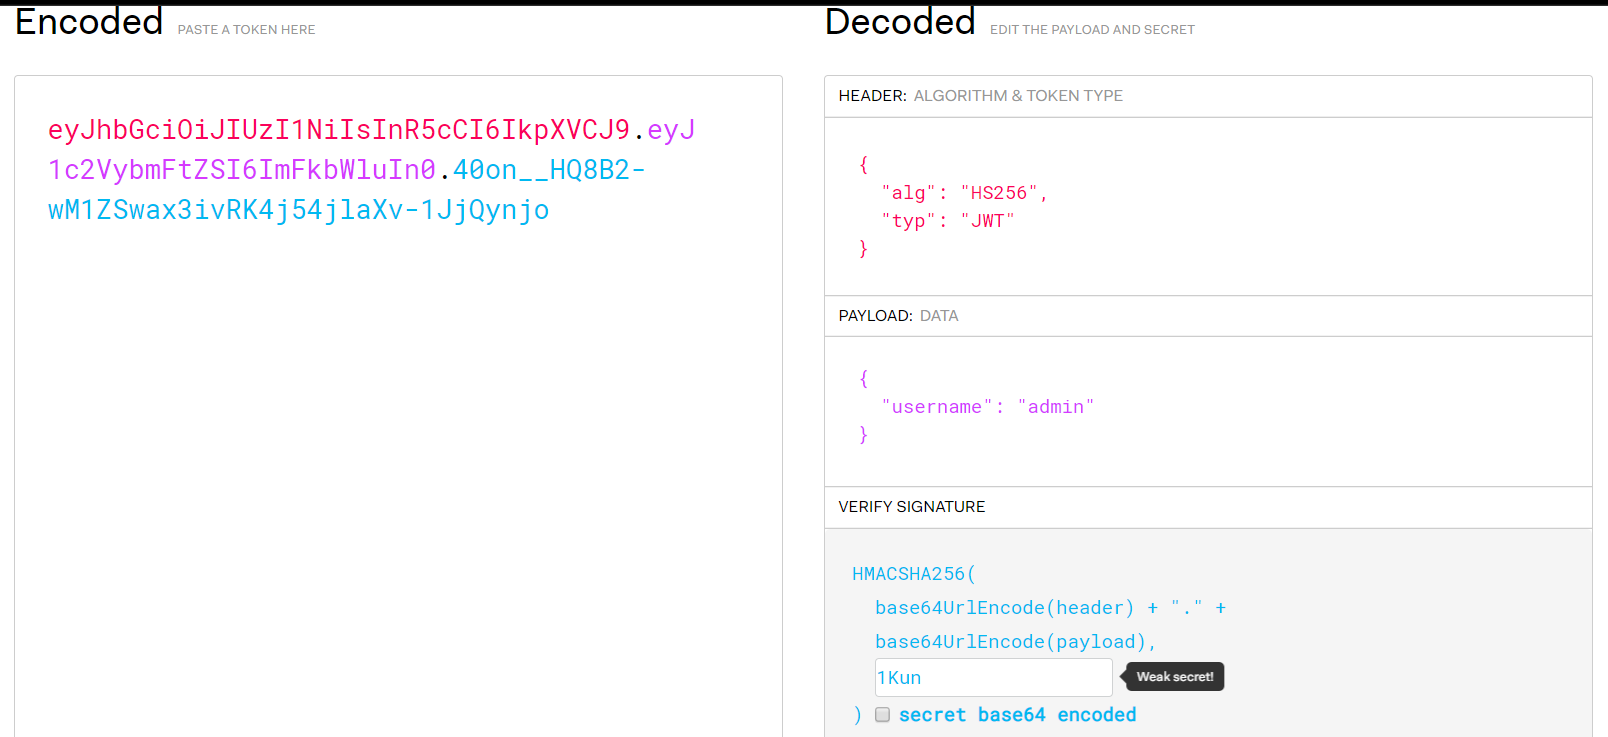 Encoded PASTE A TOKEN HERE
eyJhbGciOiJIUzI1NiIsInR5cCI6IkpXVCJ9.eyJ
1c2VybmFtZSI6ImFkbWluIn0.40on__HQ8B2-
wM1ZSwax3ivRK4j54jlaXv-1JjQynjo
Decoded EDIT THE PAYLOAD AND SECRET
HEADER: ALGORITHM & TOKEN TYPE
{
"alg": "HS256",
"typ": "JWT"
}
PAYLOAD: DATA
{
"username": "admin"
}
VERIFY SIGNATURE
HMACSHA256(
base64UrlEncode(header) + "." +
base64UrlEncode(payload),
1Kun
Weak secret!
) secret base64 encoded